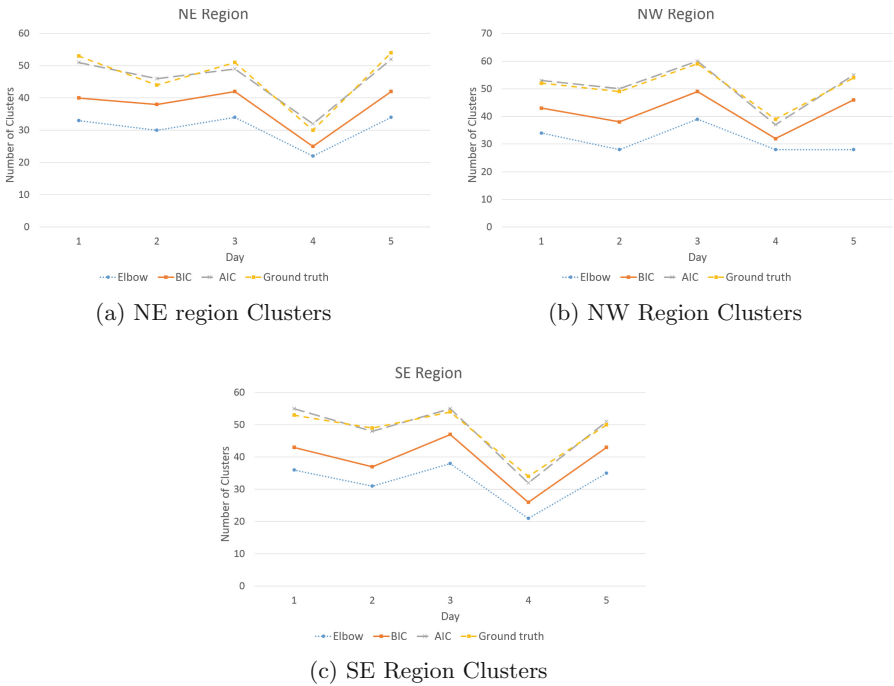 NE Region
60
50
40
30
20
10
0
Number of Clusters
1 2 3 4 5
Day
Elbow BIC AIC Ground truth
(a) NE region Clusters
NW Region
70
60
50
40
30
20
10
0
Number of Clusters
1 2 3 4 5
Day
Elbow BIC AIC Ground truth
(b) NW Region Clusters
SE Region
60
50
40
30
20
10
0
Number of Clusters
1 2 3 4 5
Day
Elbow BIC AIC Ground truth
(c) SE Region Clusters